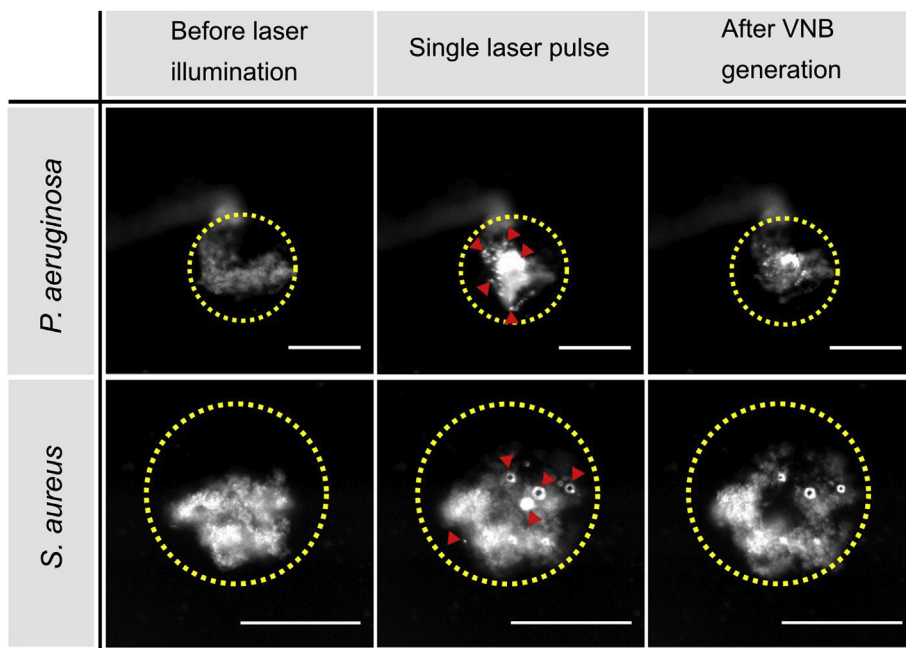 Before laser
illumination
Single laser pulse
After VNB
generation
P. aeruginosa
S. aureus